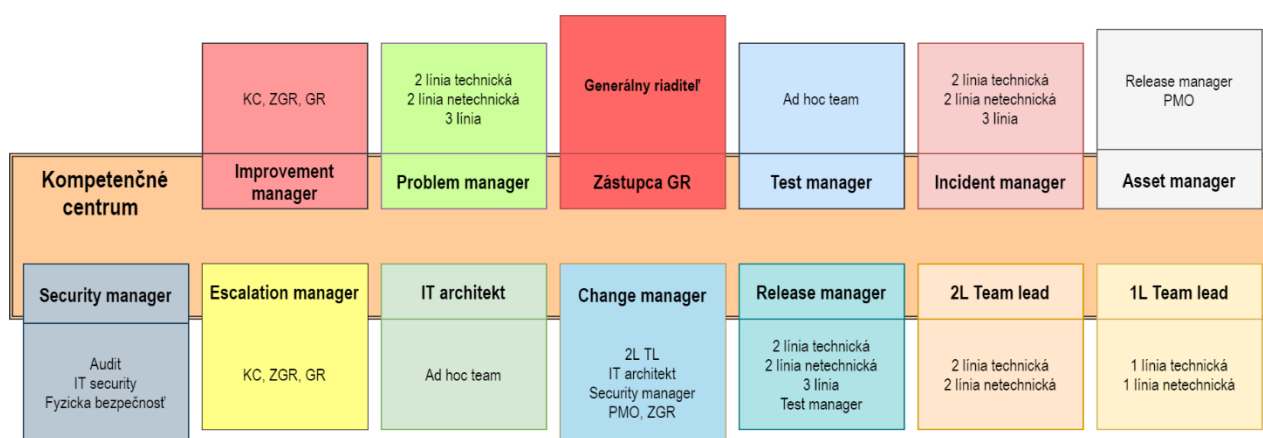 KC, ZGR, GR
2 línia technická
2 línia netechnická
3 línia
Generálny riaditeľ
Ad hoc team
2 línia technická
2 línia netechnická
3 línia
Release manager
PMO
Kompetenčné
centrum
Improvement
manager
Problem manager
Zástupca GR
Test manager
Incident manager
Asset manager
Security manager
Escalation manager
IT architekt
Change manager
Release manager
2L Team lead
1L Team lead
Audit
IT security
Fyzicka bezpečnosť
KC, ZGR, GR
Ad hoc team
2L TL
IT architekt
Security manager
PMO, ZGR
2 línia technická
2 línia netechnická
3 línia
Test manager
2 línia technická
2 línia netechnická
1 línia technická
1 línia netechnická